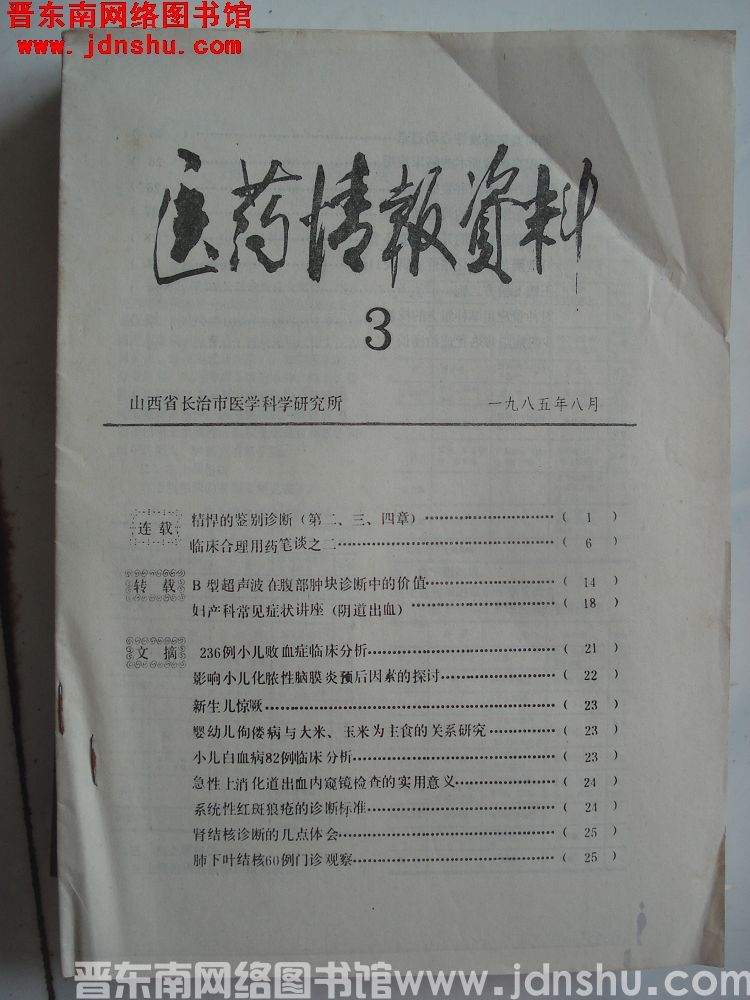 晋东南网络图书馆
www.jdnshu.com
医药情報资料
3
山西省长治市医学科学研究所 一九八五年八月
连载 精悍的鉴别诊断（第二、三、四章）……（ 1 ）
临床合理用药笔谈之二……（ 6 ）
转载 B型超声波在腹部肿块诊断中的价值……（ 14 ）
妇产科常见症状讲座（阴道出血）……（ 18 ）
文摘 236例小儿败血症临床分析……（ 21 ）
影响小儿化脓性脑膜炎预后因素的探讨……（ 22 ）
新生儿惊厥……（ 23 ）
婴幼儿佝偻病与大米、玉米为主食的关系研究……（ 23 ）
小儿白血病82例临床分析……（ 23 ）
急性上消化道出血内窥镜检查的实用意义……（ 24 ）
系统性红斑狼疮的诊断标准……（ 24 ）
肾结核诊断的几点体会……（ 25 ）
肺下叶结核60例门诊观察……（ 25 ）
晋东南网络图书馆www.jdnshu.com